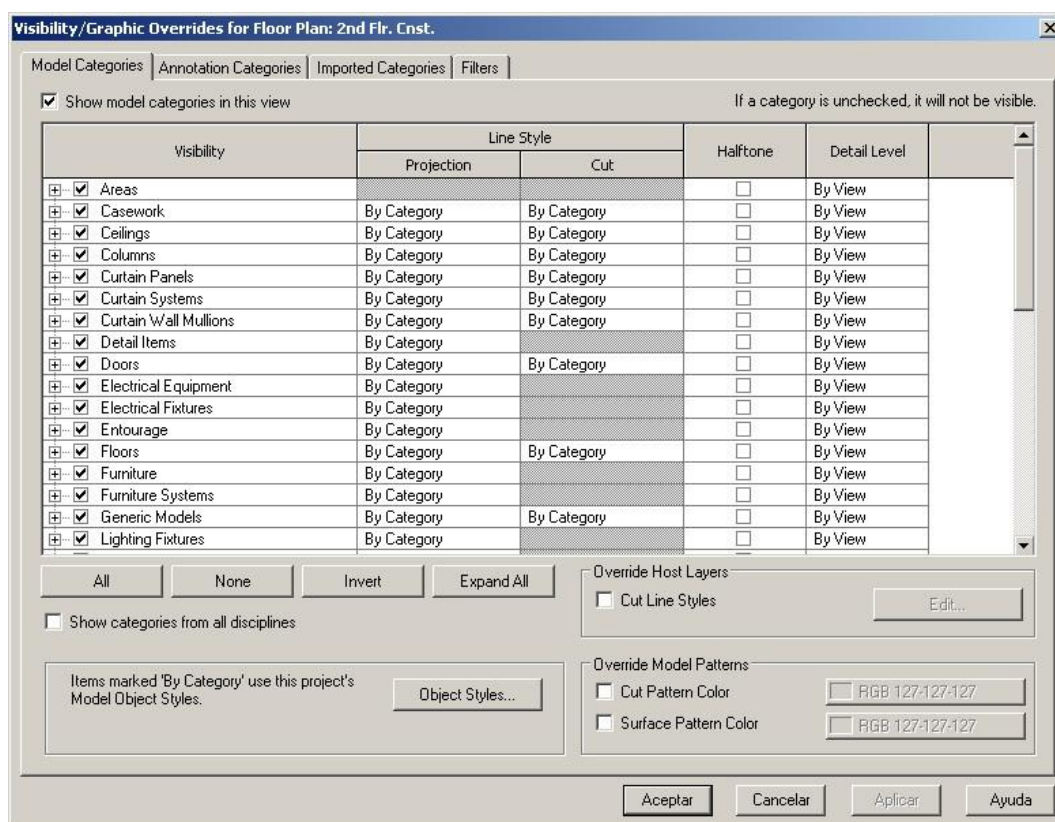 Visibility/Graphic Overrides for Floor Plan: 2nd Flr. Cnst.
Model Categories Annotation Categories Imported Categories Filters
Show model categories in this view If a category is unchecked, it will not be visible.
Visibility Line Style Halftone Detail Level
Projection Cut
Areas By View
Casework By Category By Category By View
Ceilings By Category By Category By View
Columns By Category By Category By View
Curtain Panels By Category By Category By View
Curtain Systems By Category By Category By View
Curtain Wall Mullions By Category By Category By View
Detail Items By Category By View
Doors By Category By Category By View
Electrical Equipment By Category By View
Electrical Fixtures By Category By View
Entourage By Category By View
Floors By Category By Category By View
Furniture By Category By View
Furniture Systems By Category By View
Generic Models By Category By Category By View
Lighting Fixtures By Category By View
All None Invert Expand All
Override Host Layers
Cut Line Styles Edit...
Show categories from all disciplines
Items marked 'By Category' use this project's
Model Object Styles.
Object Styles...
Override Model Patterns
Cut Pattern Color RGB 127-127-127
Surface Pattern Color RGB 127-127-127
Aceptar Cancelar Aplicar Ayuda